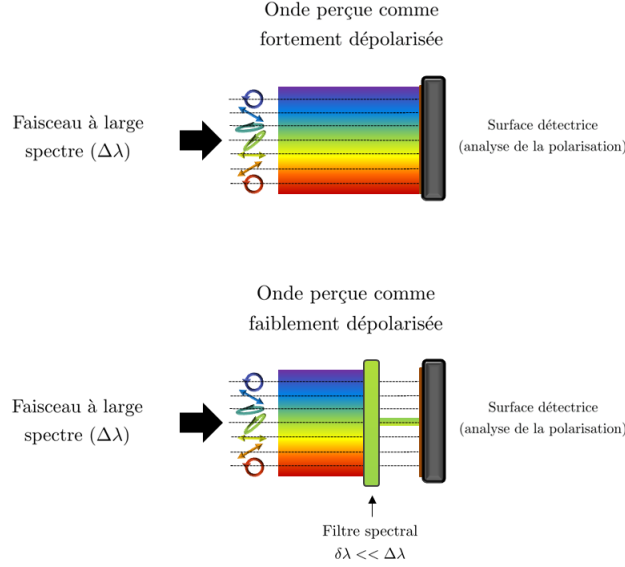 Onde perçue comme
fortement dépolarisée
Faisceau à large
spectre (Δλ)
Surface détectrice
(analyse de la polarisation)
Onde perçue comme
faiblement dépolarisée
Faisceau à large
spectre (Δλ)
Surface détectrice
(analyse de la polarisation)
Filtre spectral
δλ << Δλ